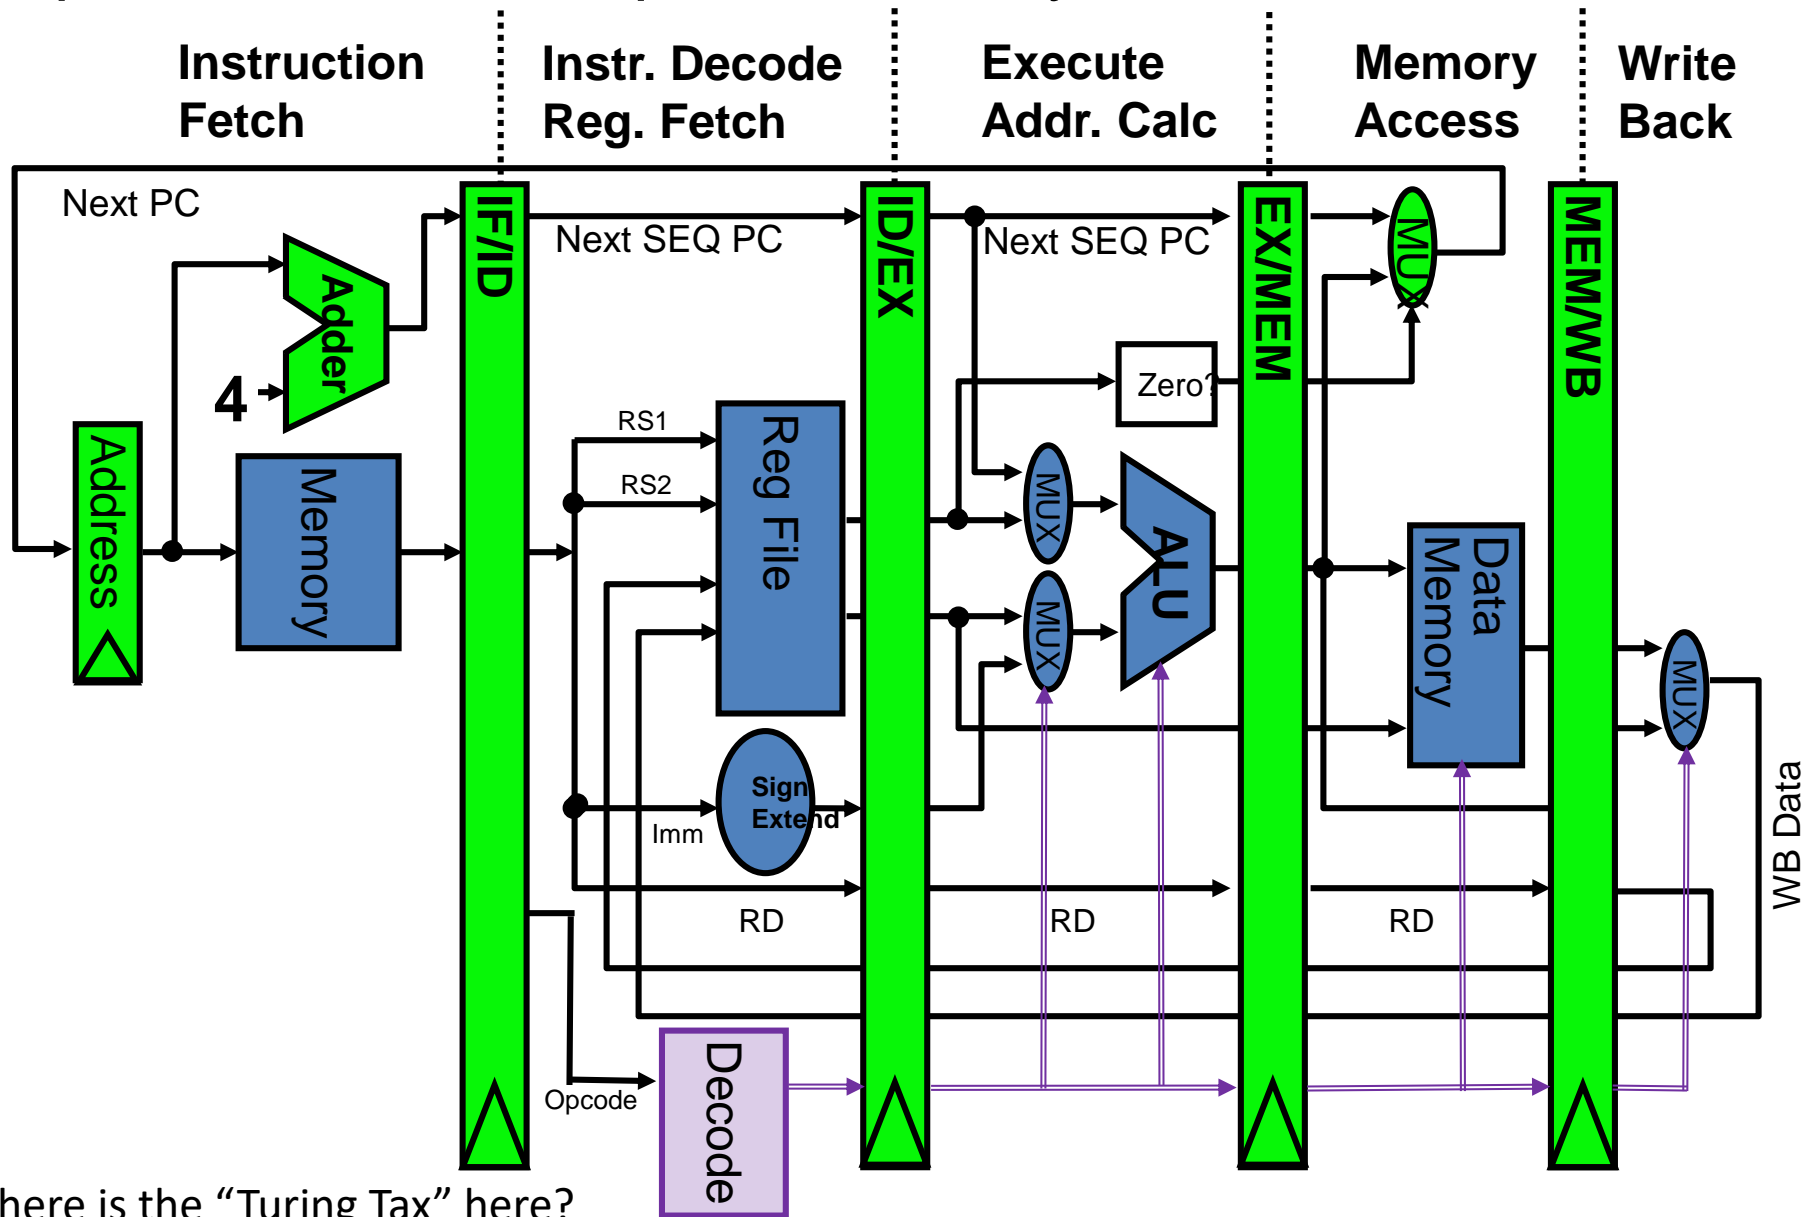 Instruction
Fetch
Instr. Decode
Reg. Fetch
Execute
Addr. Calc
Memory
Access
Write
Back
Next PC
IF/ID
Next SEQ PC
ID/EX
Next SEQ PC
EX/MEM
MUX
MEM/WB
Adder
4
Zero?
Address
Memory
RS1
RS2
Reg File
MUX
MUX
ALU
Data
Memory
MUX
Sign
Extend
Imm
WB Data
RD
RD
RD
Opcode
Decode
here is the “Turing Tax” here?